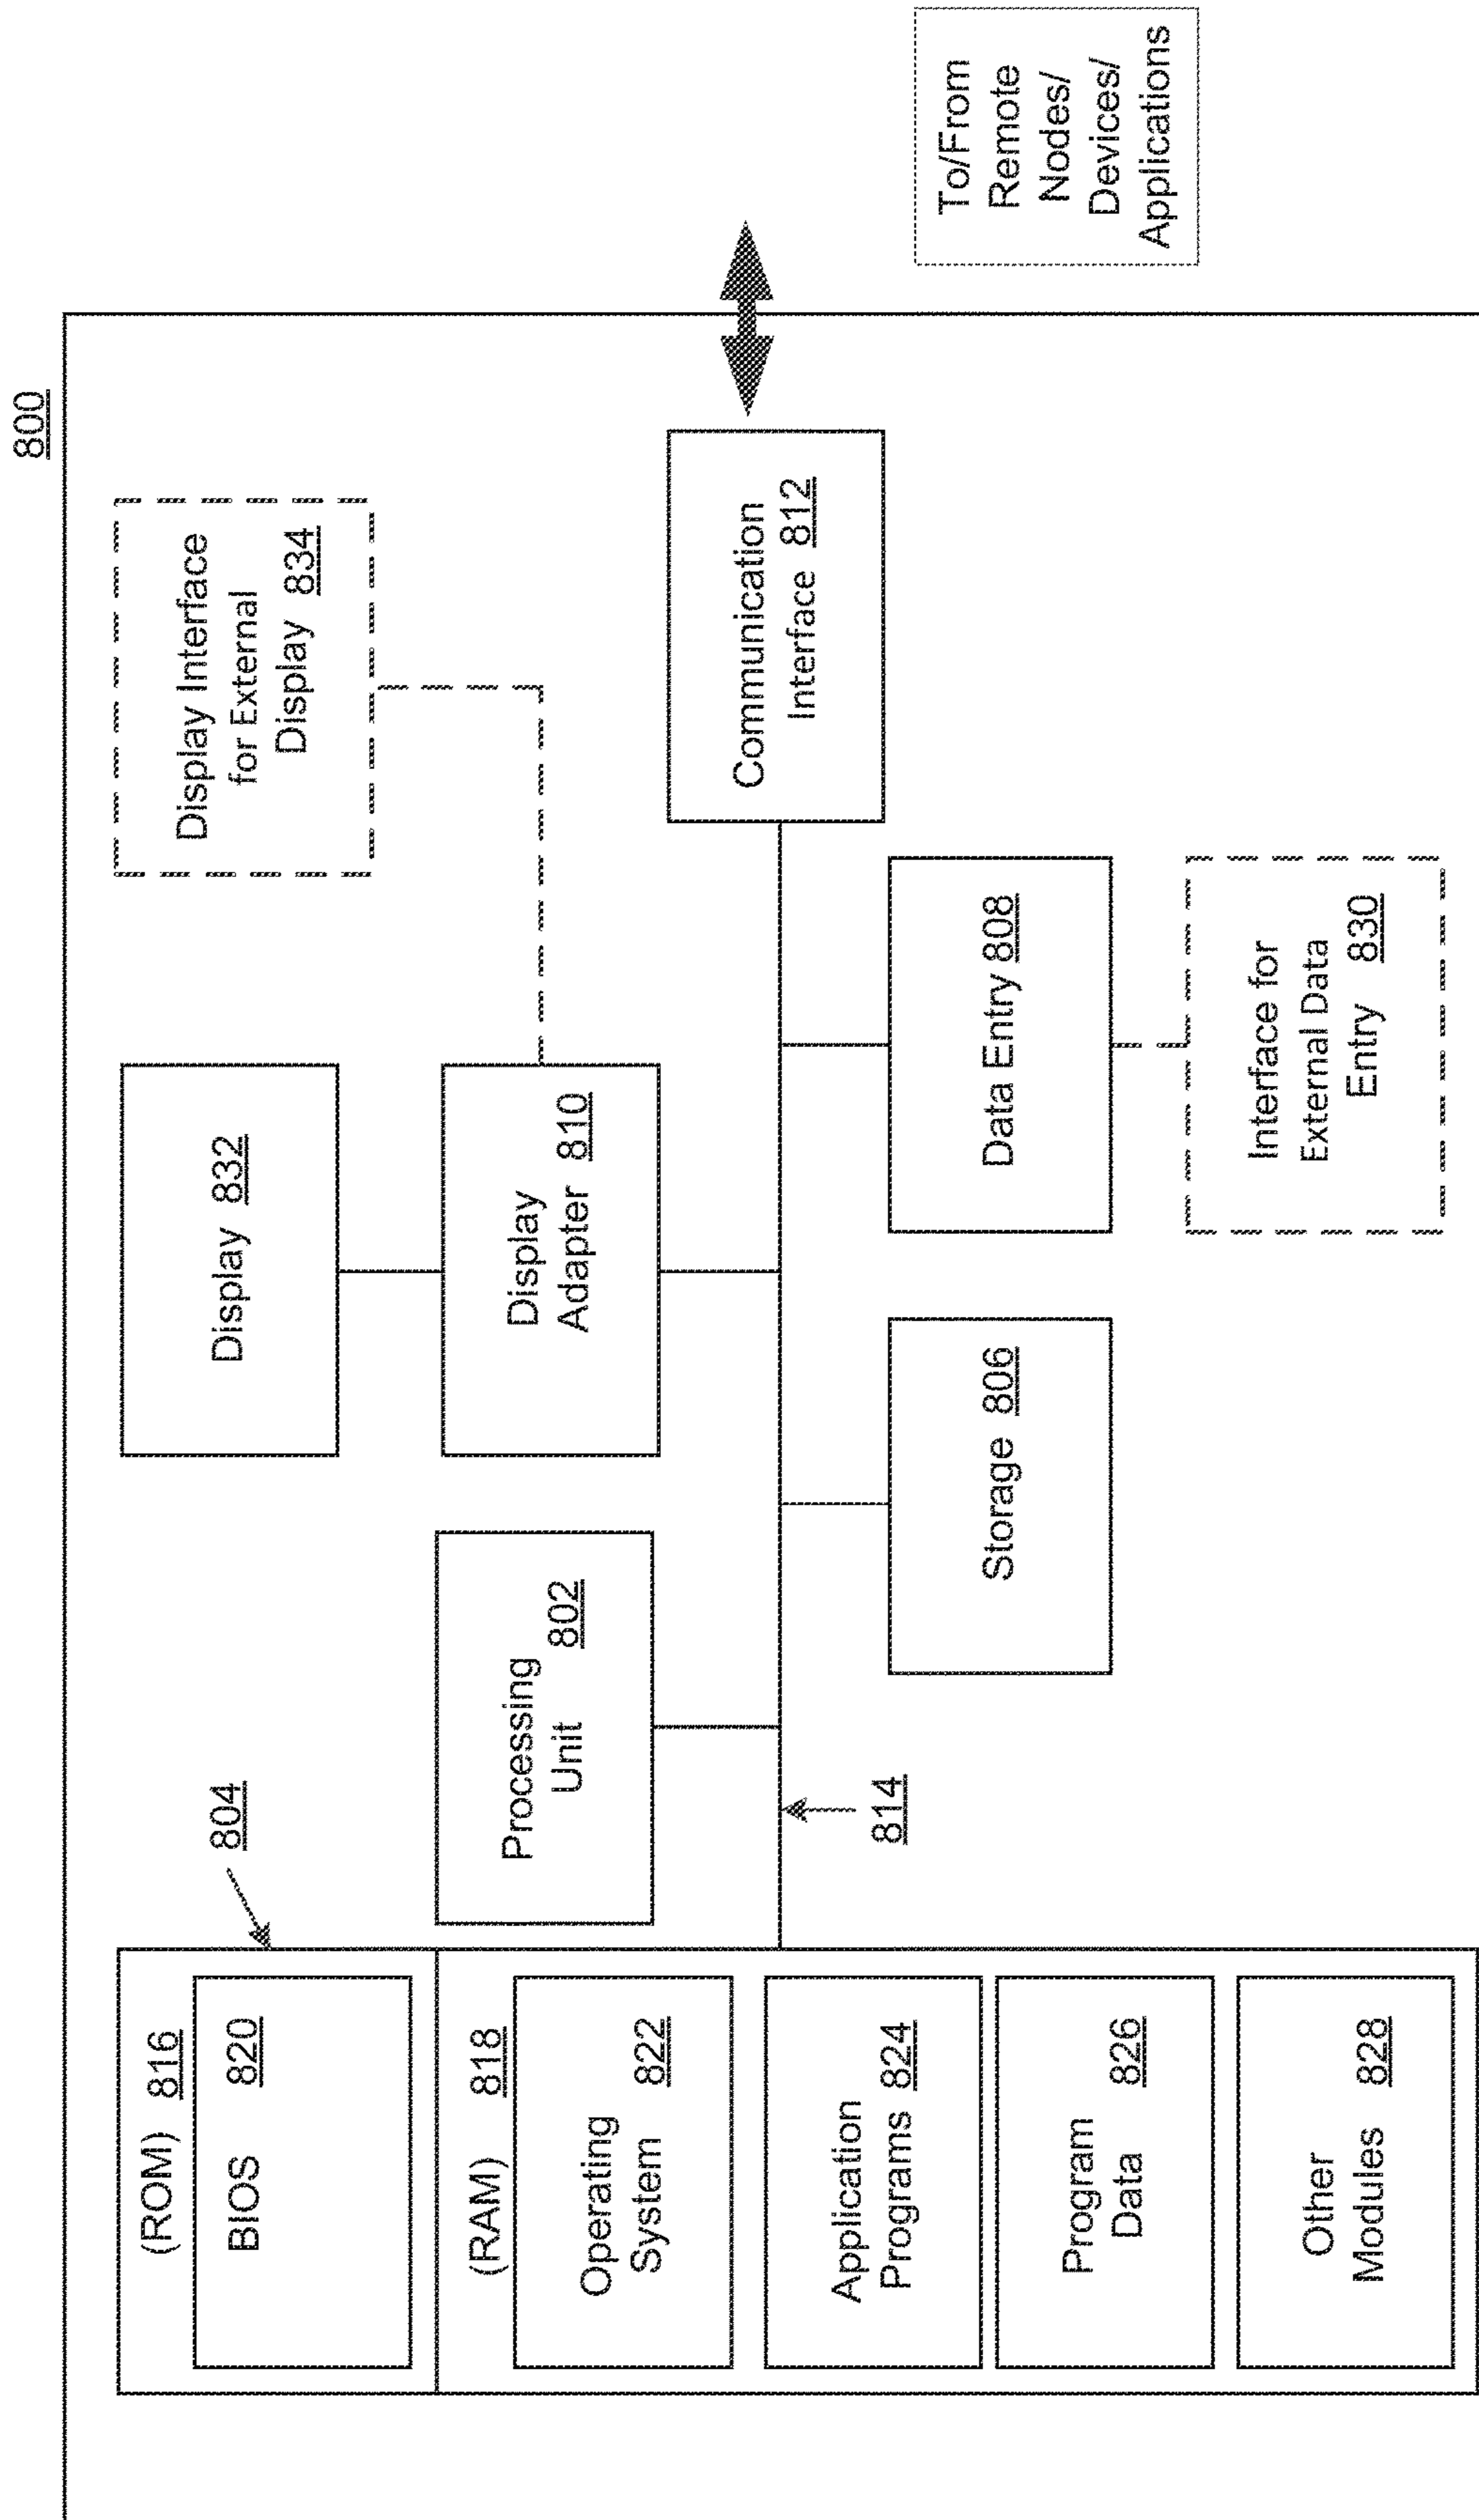 800
(ROM) 816
BIOS 820
804
(RAM) 818
Operating
System 822
Application
Programs 824
Program
Data 826
Other
Modules 828
Processing
Unit 802
814
Display 832
Display
Adapter 810
Display Interface
for External
Display 834
Storage 806
Data Entry 808
Interface for
External Data
Entry 830
Communication
Interface 812
To/From
Remote
Nodes/
Devices/
Applications